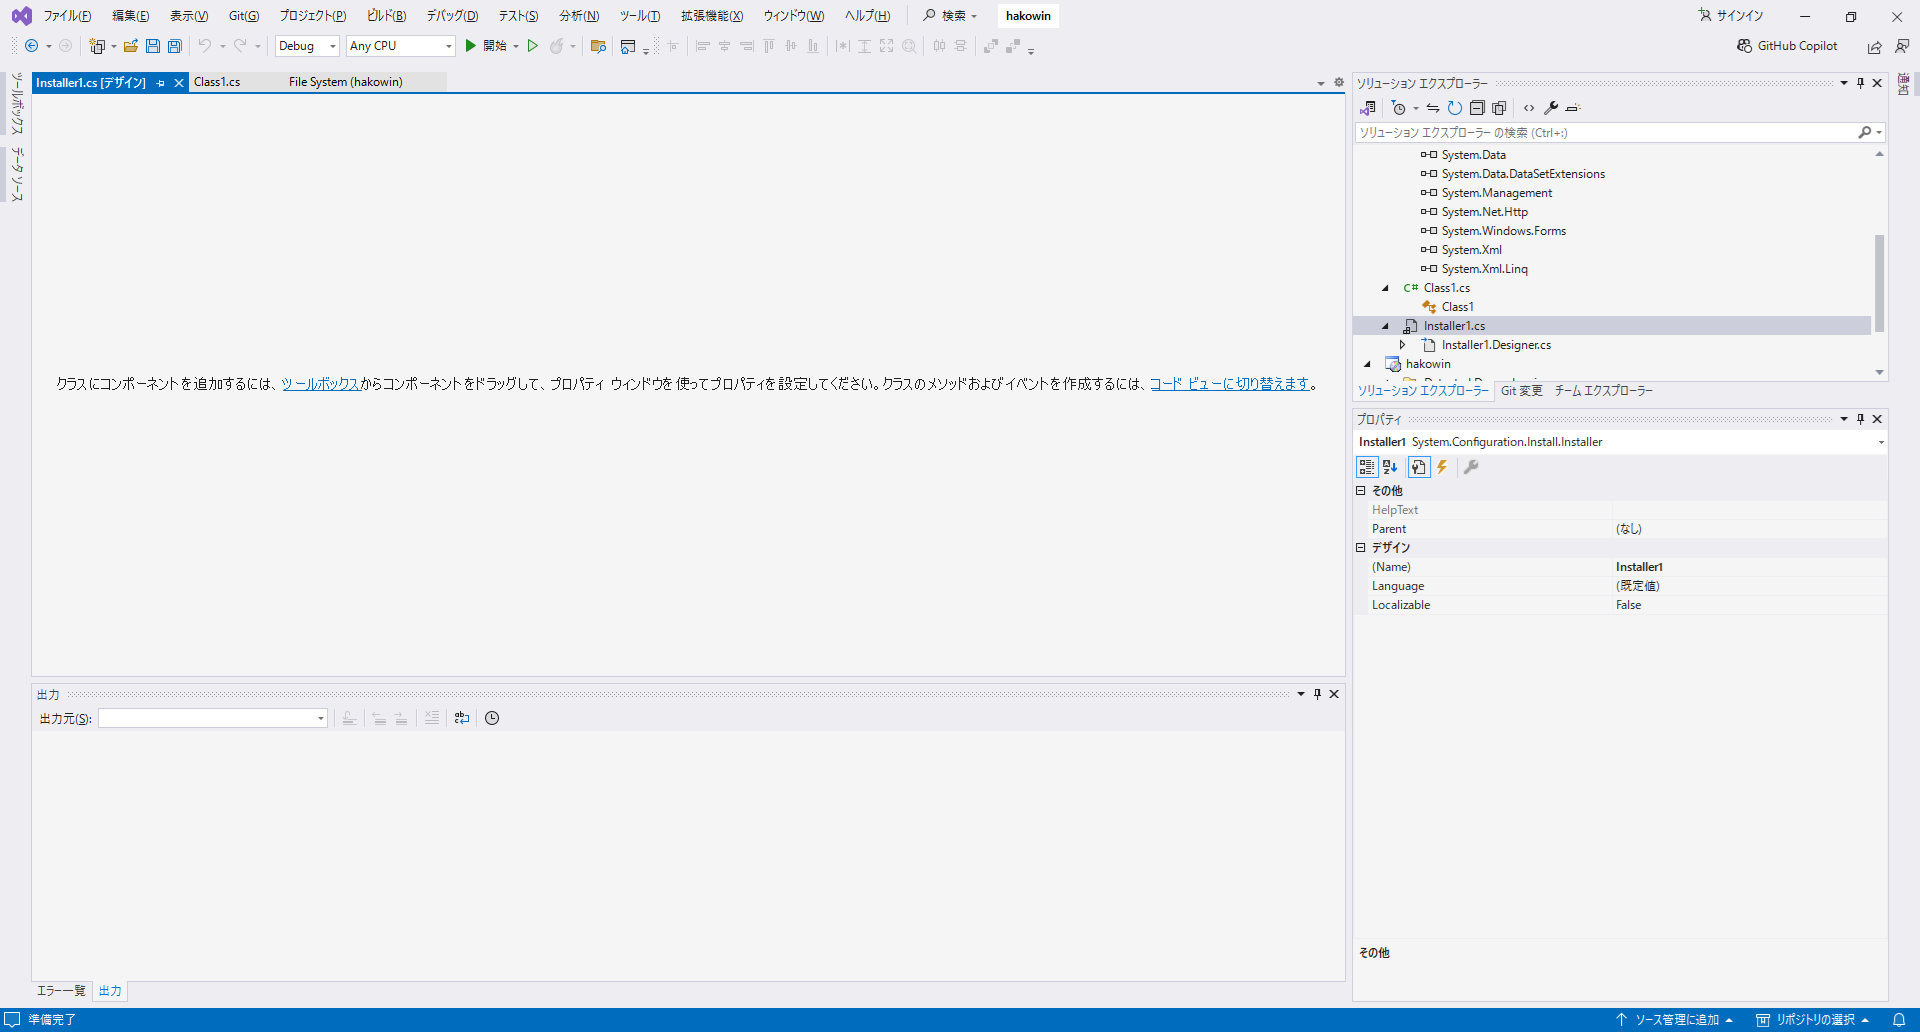 ファイル(F) 編集(E) 表示(V) Git(G) プロジェクト(P) ビルド(B) デバッグ(D) テスト(S) 分析(N) ツール(T) 拡張機能(X) ウィンドウ(W) ヘルプ(H) 検索 hakowin サインイン
Debug Any CPU 開始 GitHub Copilot
ツールボックス
データ ソース
Installer1.cs [デザイン] Class1.cs File System (hakowin)
クラスにコンポーネントを追加するには、ツールボックスからコンポーネントをドラッグして、プロパティ ウィンドウを使ってプロパティを設定してください。クラスのメソッドおよびイベントを作成するには、コード ビューに切り替えます。
出力
出力元(S):
エラー一覧 出力
ソリューション エクスプローラー
ソリューション エクスプローラー の検索 (Ctrl+:)
System.Data
System.Data.DataSetExtensions
System.Management
System.Net.Http
System.Windows.Forms
System.Xml
System.Xml.Linq
C# Class1.cs
Class1
Installer1.cs
Installer1.Designer.cs
hakowin
ソリューション エクスプローラー Git 変更 チーム エクスプローラー
プロパティ
Installer1 System.Configuration.Install.Installer
その他
HelpText
Parent (なし)
デザイン
(Name) Installer1
Language (既定値)
Localizable False
その他
通知
準備完了 ソース管理に追加 リポジトリの選択